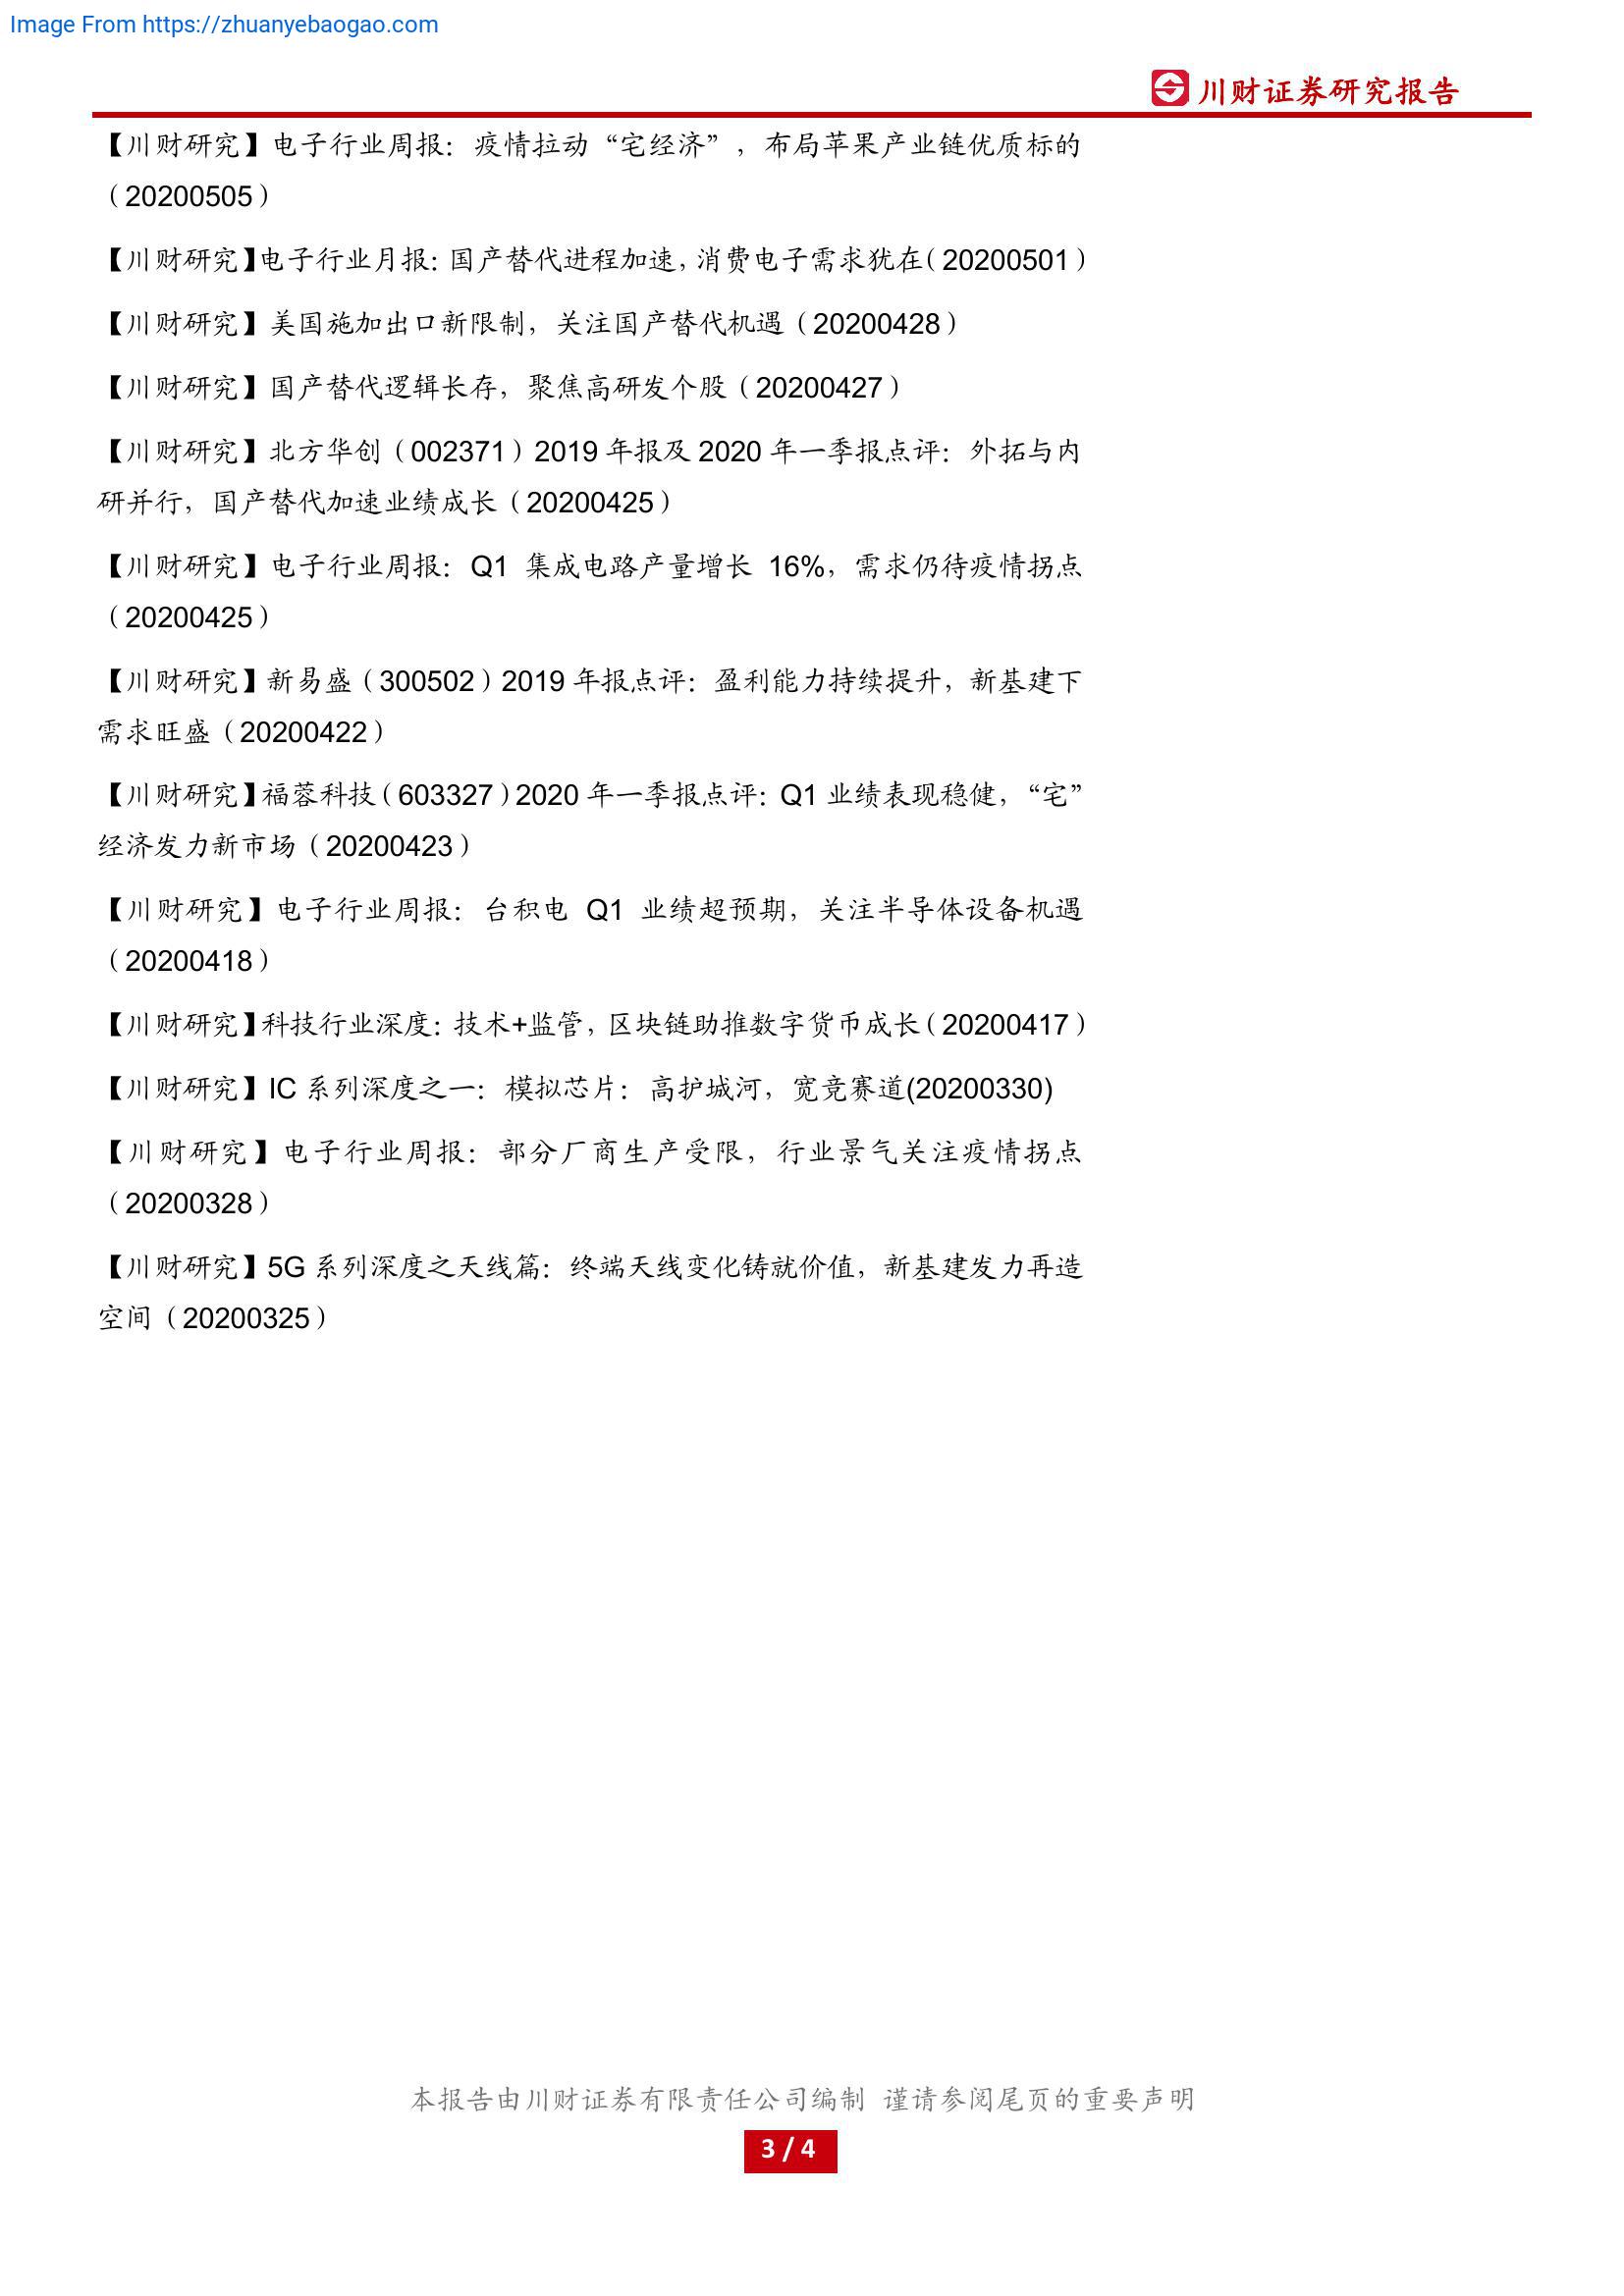 Image From https://zhuanyebaogao.com
川财证券研究报告
【川财研究】电子行业周报：疫情拉动“宅经济”，布局苹果产业链优质标的
（20200505）
【川财研究】电子行业月报：国产替代进程加速，消费电子需求犹在（20200501）
【川财研究】美国施加出口新限制，关注国产替代机遇（20200428）
【川财研究】国产替代逻辑长存，聚焦高研发个股（20200427）
【川财研究】北方华创（002371）2019 年报及 2020 年一季报点评：外拓与内
研并行，国产替代加速业绩成长（20200425）
【川财研究】电子行业周报：Q1 集成电路产量增长 16%，需求仍待疫情拐点
（20200425）
【川财研究】新易盛（300502）2019 年报点评：盈利能力持续提升，新基建下
需求旺盛（20200422）
【川财研究】福蓉科技（603327）2020 年一季报点评：Q1 业绩表现稳健，“宅”
经济发力新市场（20200423）
【川财研究】电子行业周报：台积电 Q1 业绩超预期，关注半导体设备机遇
（20200418）
【川财研究】科技行业深度：技术+监管，区块链助推数字货币成长（20200417）
【川财研究】IC 系列深度之一：模拟芯片：高护城河，宽竞赛道(20200330)
【川财研究】电子行业周报：部分厂商生产受限，行业景气关注疫情拐点
（20200328）
【川财研究】5G 系列深度之天线篇：终端天线变化铸就价值，新基建发力再造
空间（20200325）
本报告由川财证券有限责任公司编制 谨请参阅尾页的重要声明
3 / 4